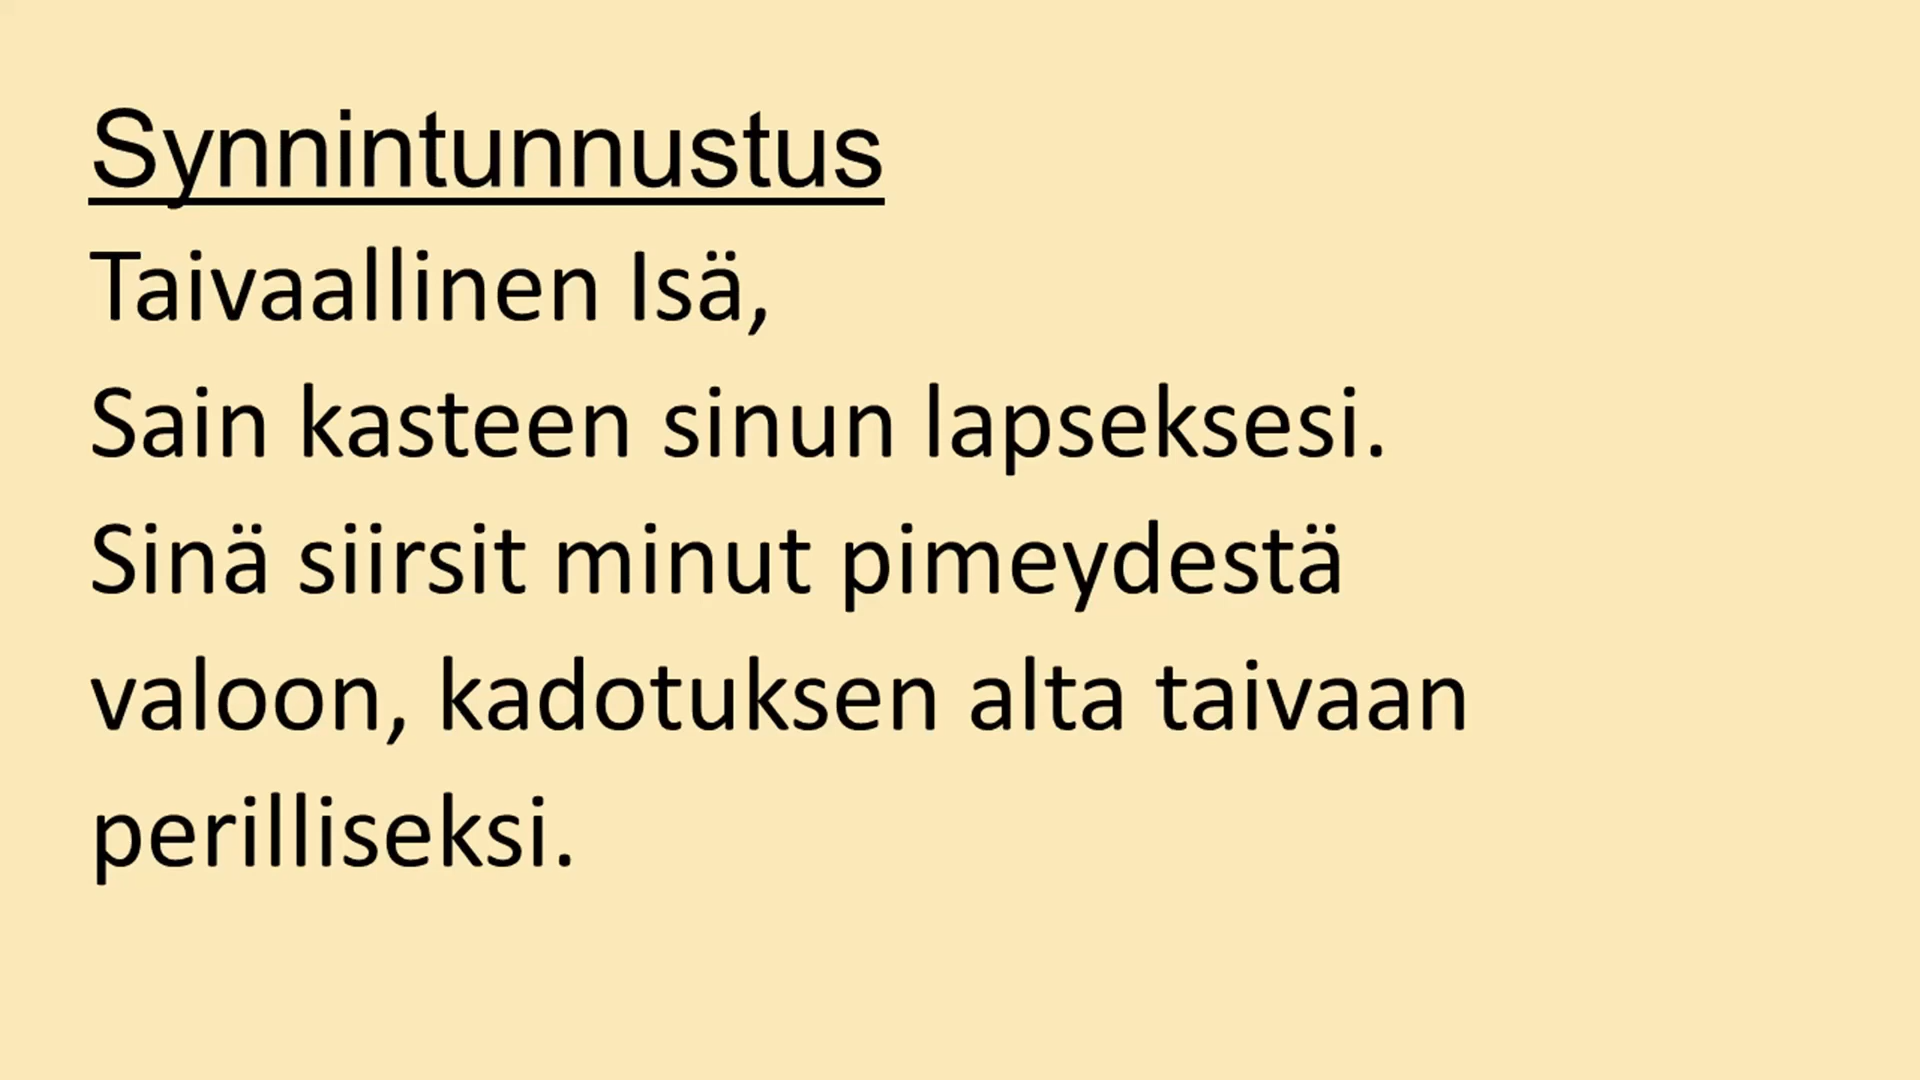 Synnintunnustus
Taivaallinen Isä,
Sain kasteen sinun lapseksesi.
Sinä siirsit minut pimeydestä
valoon, kadotuksen alta taivaan
perilliseksi.